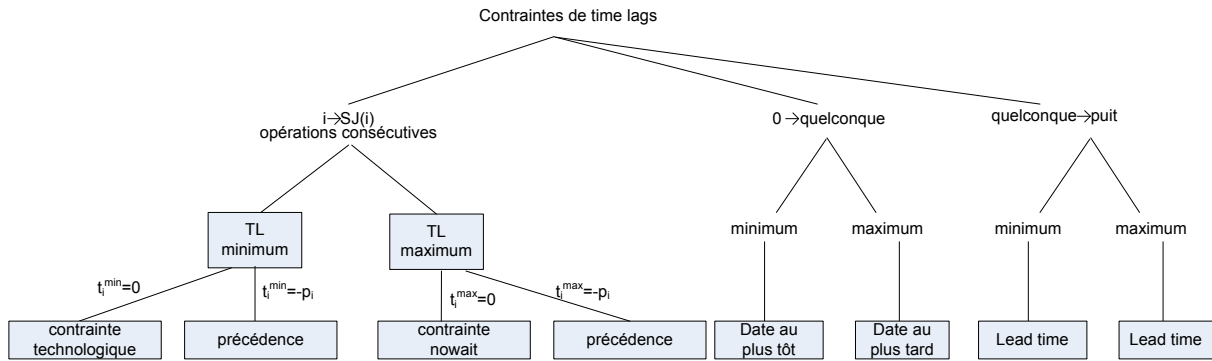 Contraintes de time lags
i→SJ(i)
opérations consécutives
0→quelconque
quelconque→puit
TL
minimum
TL
maximum
minimum
maximum
minimum
maximum
t_i^min=0
t_i^min=-p_i
t_i^max=0
t_i^max=-p_i
contrainte
technologique
précédence
contrainte
nowait
précédence
Date au
plus tôt
Date au
plus tard
Lead time
Lead time